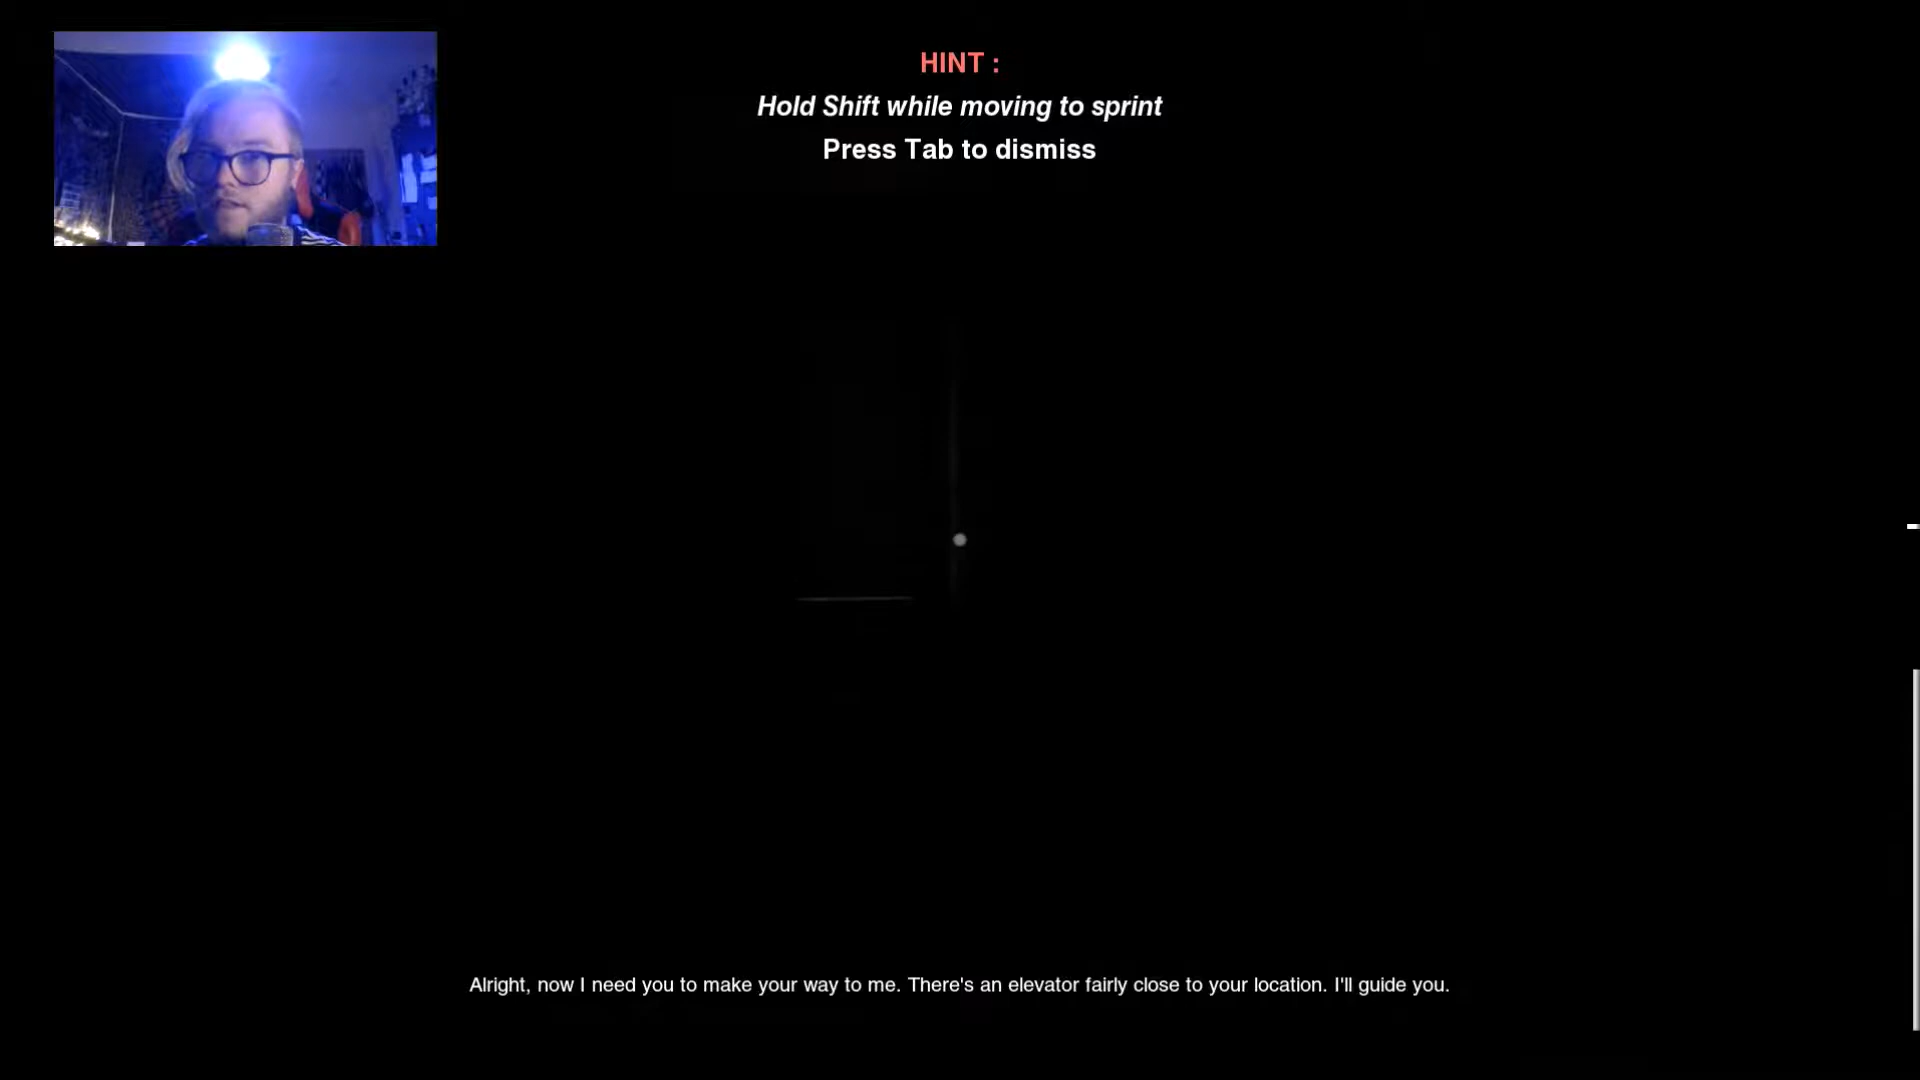 HINT :
Hold Shift while moving to sprint
Press Tab to dismiss
Alright, now I need you to make your way to me. There's an elevator fairly close to your location. I'll guide you.